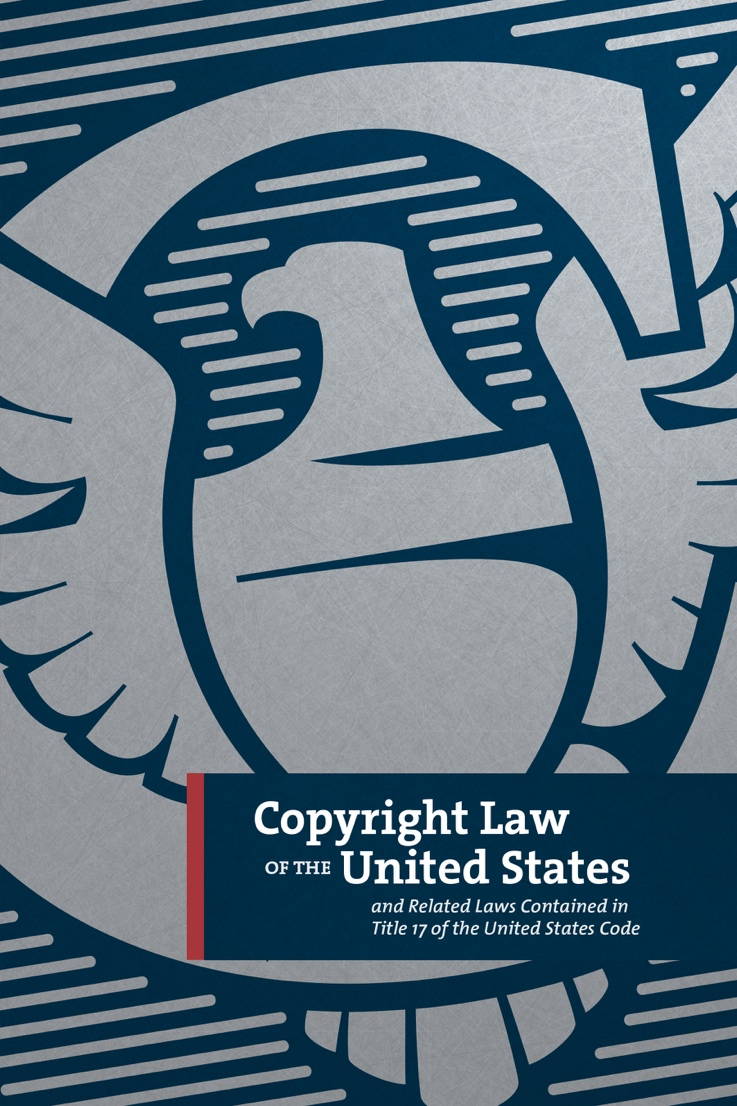 Copyright Law
OF THE United States
and Related Laws Contained in
Title 17 of the United States Code